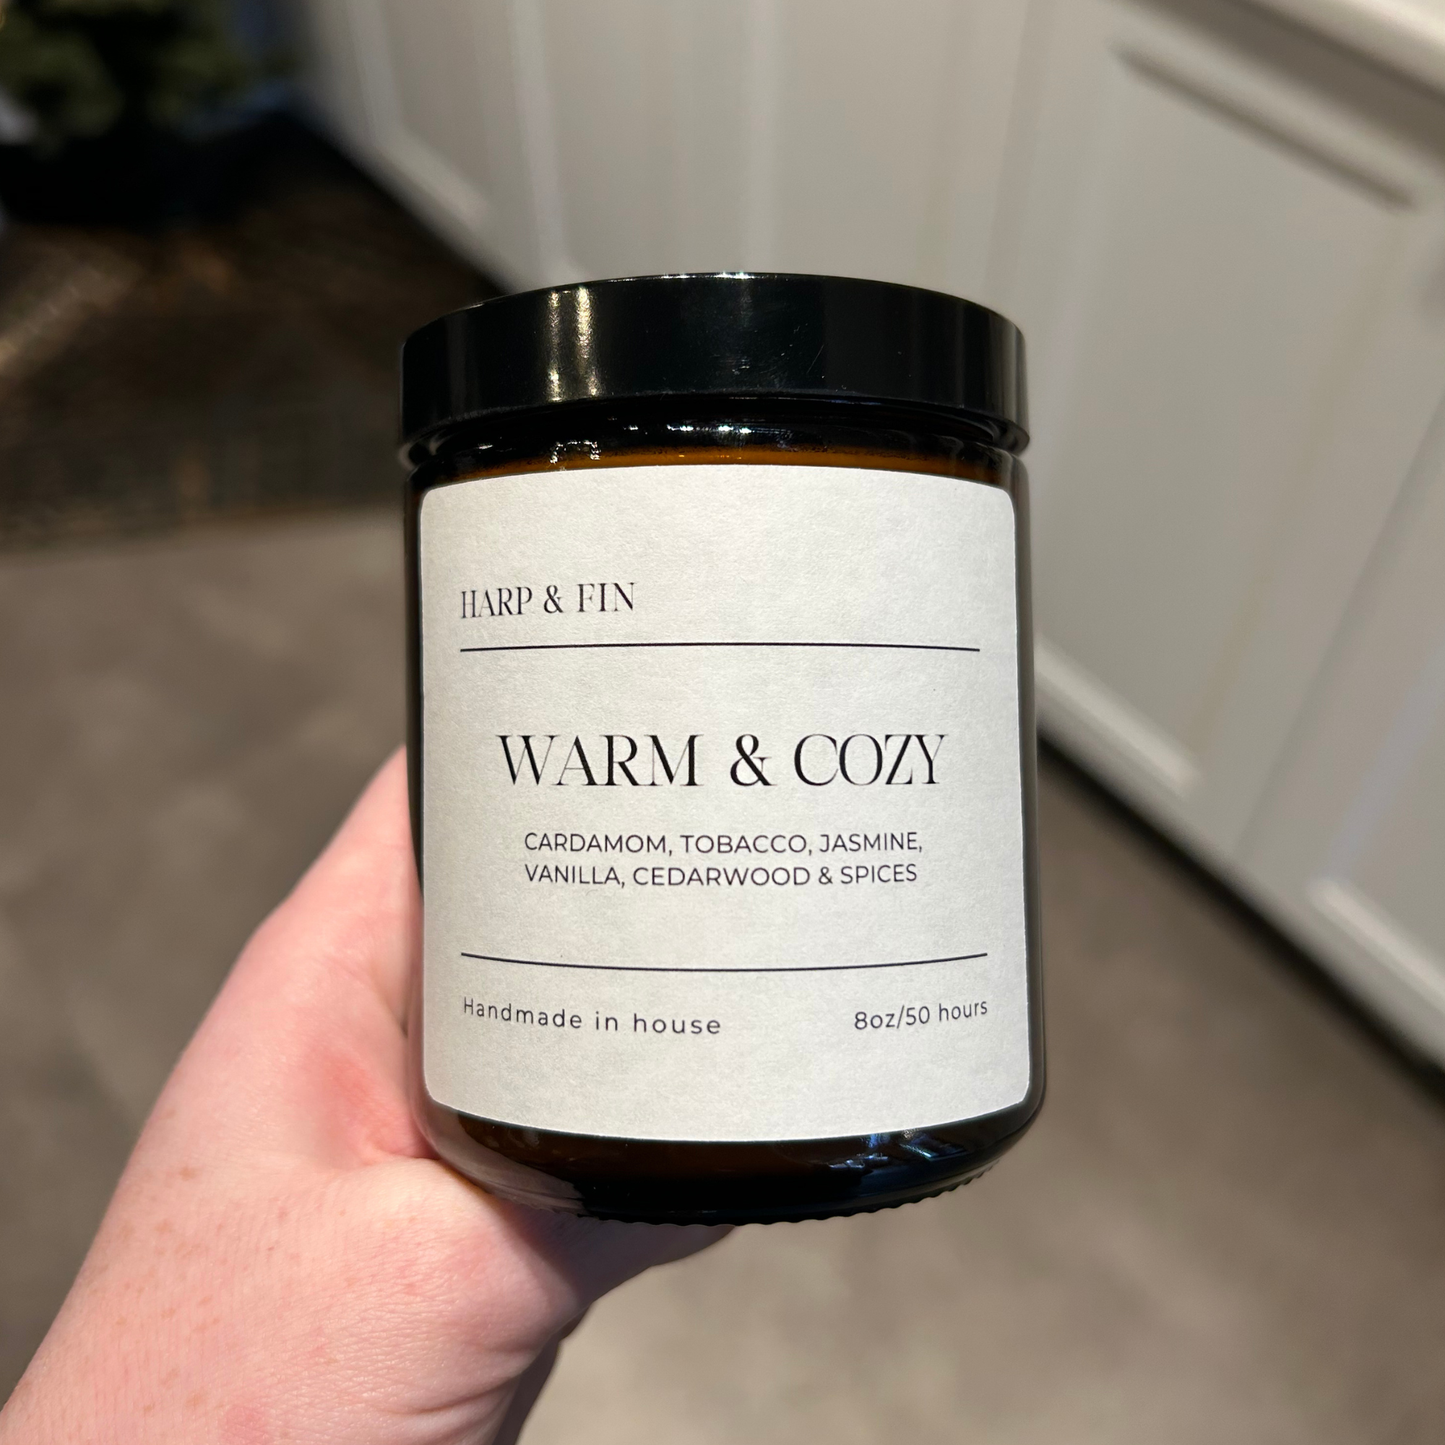 HARP & FIN
WARM & COZY
CARDAMOM, TOBACCO, JASMINE,
VANILLA, CEDARWOOD & SPICES
Handmade in house
8oz/50 hours